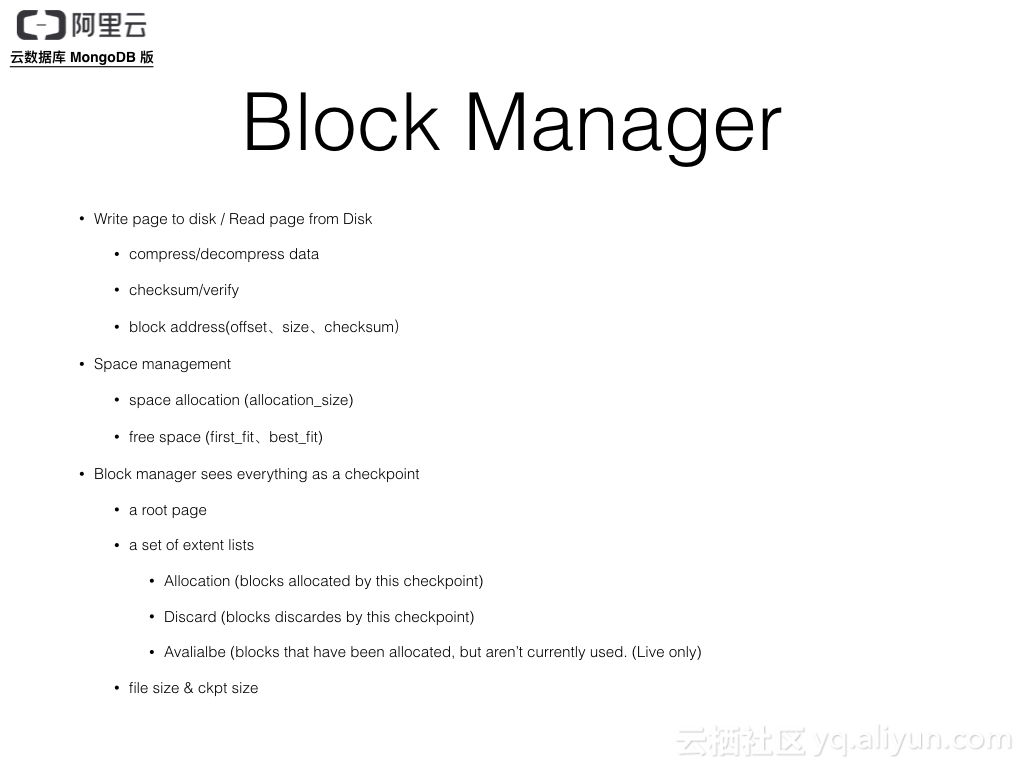 阿里云
云数据库 MongoDB 版
Block Manager
• Write page to disk / Read page from Disk
• compress/decompress data
• checksum/verify
• block address(offset、size、checksum）
• Space management
• space allocation (allocation_size)
• free space (first_fit、best_fit)
• Block manager sees everything as a checkpoint
• a root page
• a set of extent lists
• Allocation (blocks allocated by this checkpoint)
• Discard (blocks discardes by this checkpoint)
• Avalialbe (blocks that have been allocated, but aren’t currently used. (Live only)
• file size & ckpt size
云栖社区 yq.aliyun.com